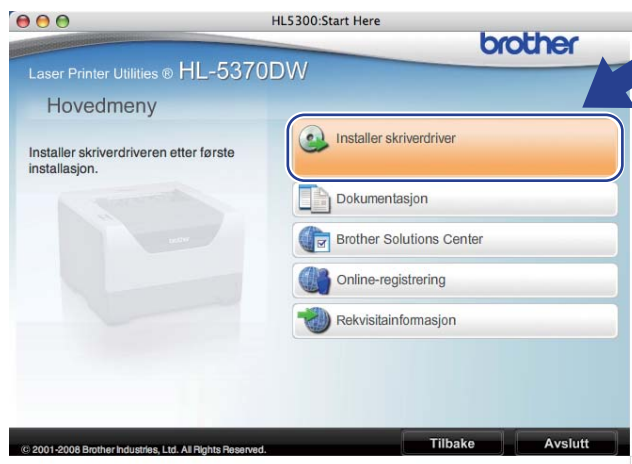 HL5300:Start Here
brother
Laser Printer Utilities ® HL-5370DW
Hovedmeny
Installer skriverdriveren etter første
installasjon.
Installer skriverdriver
Dokumentasjon
Brother Solutions Center
Online-registrering
Rekvisitainformasjon
brother
© 2001-2008 Brother Industries, Ltd. All Rights Reserved.
Tilbake
Avslutt